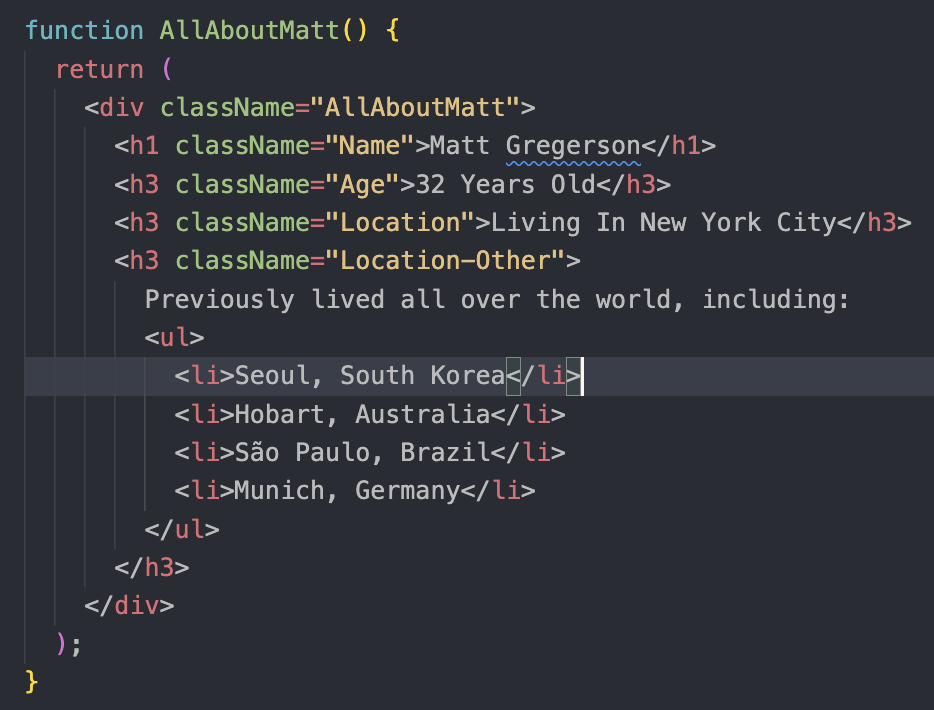 function AllAboutMatt() {
  return (
    <div className="AllAboutMatt">
      <h1 className="Name">Matt Gregerson</h1>
      <h3 className="Age">32 Years Old</h3>
      <h3 className="Location">Living In New York City</h3>
      <h3 className="Location-Other">
        Previously lived all over the world, including:
        <ul>
          <li>Seoul, South Korea</li>
          <li>Hobart, Australia</li>
          <li>São Paulo, Brazil</li>
          <li>Munich, Germany</li>
        </ul>
      </h3>
    </div>
  );
}